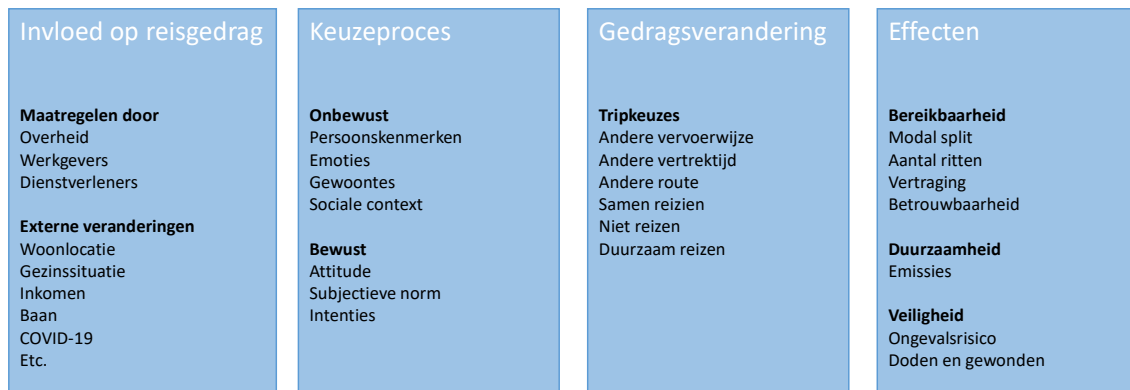 Invloed op reisgedrag
Maatregelen door
Overheid
Werkgevers
Dienstverleners
Externe veranderingen
Woonlocatie
Gezinssituatie
Inkomen
Baan
COVID-19
Etc.
Keuzeproces
Onbewust
Persoonskenmerken
Emoties
Gewoontes
Sociale context
Bewust
Attitude
Subjectieve norm
Intenties
Gedragsverandering
Tripkeuzes
Andere vervoerwijze
Andere vertrektijd
Andere route
Samen reizien
Niet reizen
Duurzaam reizen
Effecten
Bereikbaarheid
Modal split
Aantal ritten
Vertraging
Betrouwbaarheid
Duurzaamheid
Emissies
Veiligheid
Ongevalsrisico
Doden en gewonden